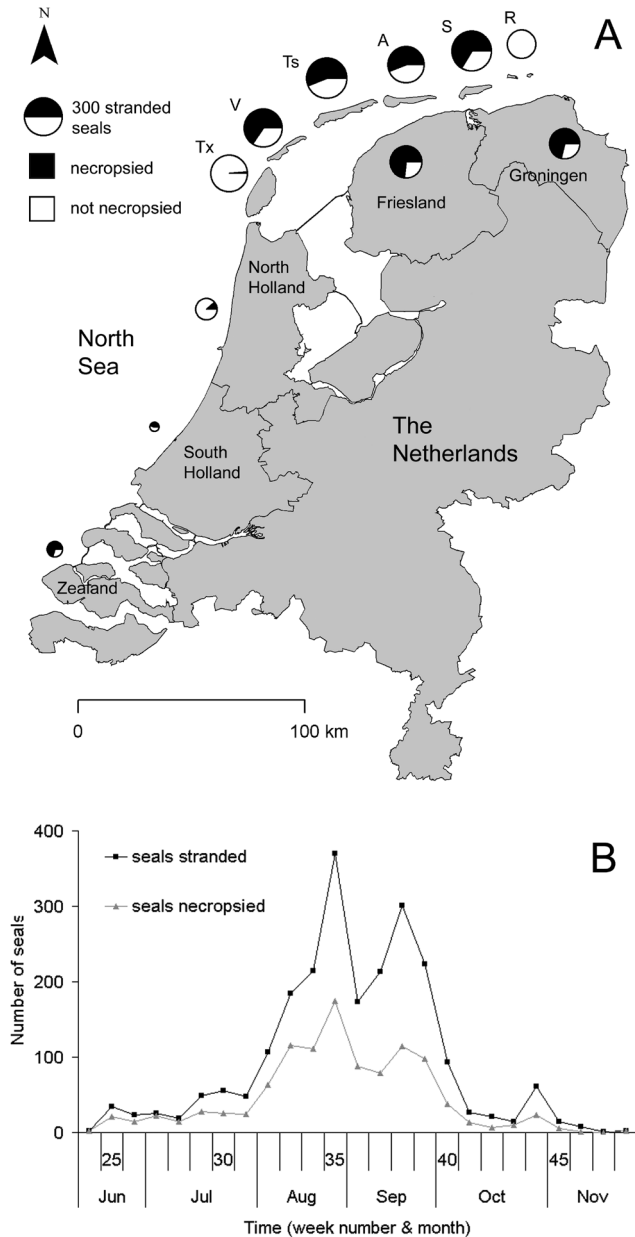 N
A
R
S
A
Ts
V
Tx
300 stranded
seals
necropsied
not necropsied
Groningen
Friesland
North
Holland
North
Sea
The
Netherlands
South
Holland
Zealand
0 100 km
B
400
300
200
100
0
seals stranded
seals necropsied
Number of seals
25 30 35 40 45
Jun Jul Aug Sep Oct Nov
Time (week number & month)